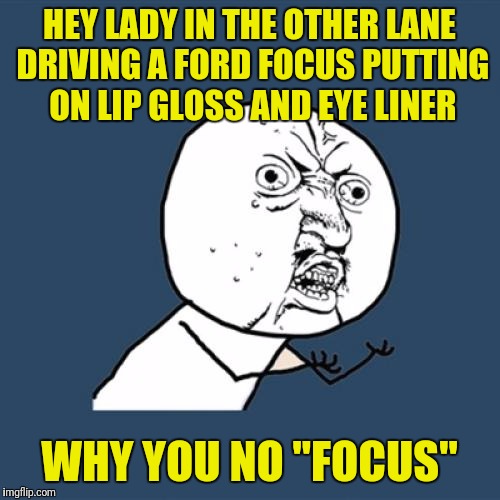 HEY LADY IN THE OTHER LANE
DRIVING A FORD FOCUS PUTTING
ON LIP GLOSS AND EYE LINER
WHY YOU NO "FOCUS"
imgflip.com